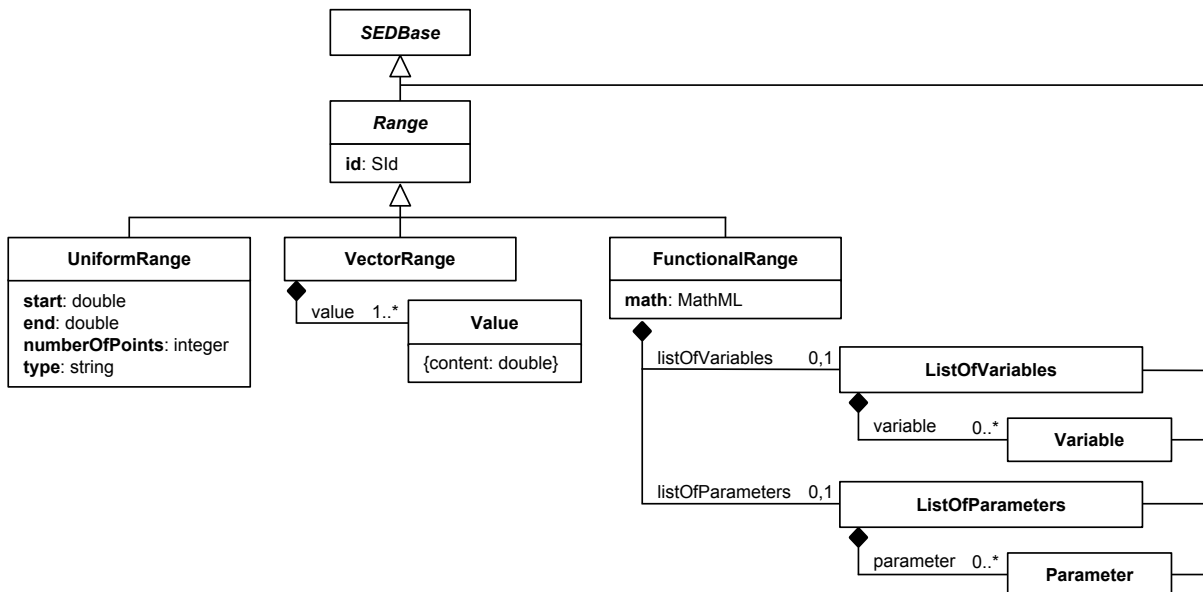 SEDBase
Range
id: SId
UniformRange
start: double
end: double
numberOfPoints: integer
type: string
VectorRange
value 1..*
Value
{content: double}
FunctionalRange
math: MathML
listOfVariables 0,1
ListOfVariables
variable 0..*
Variable
listOfParameters 0,1
ListOfParameters
parameter 0..*
Parameter